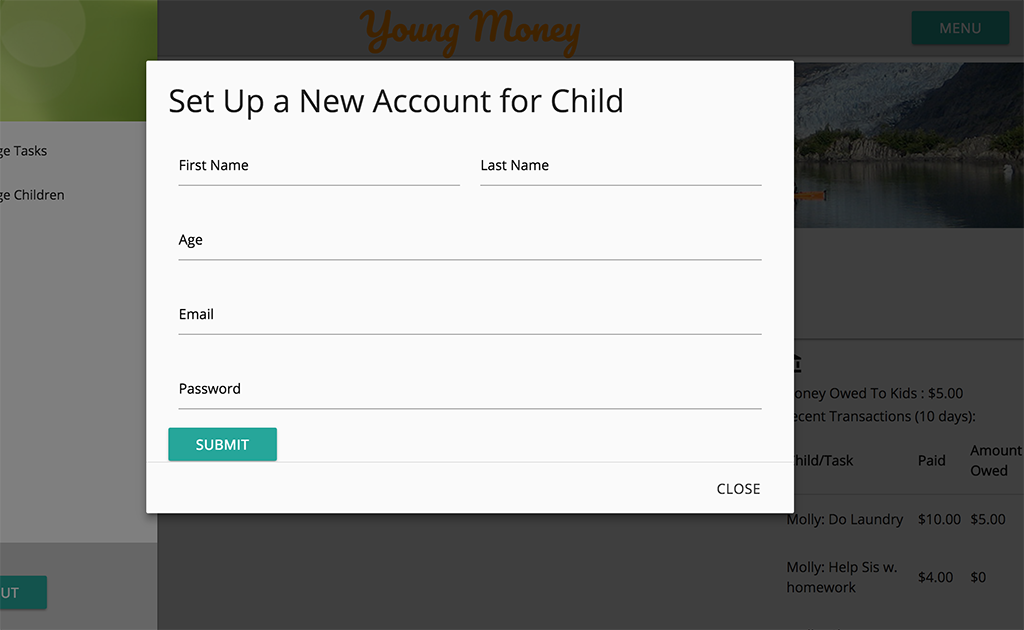 Young Money
MENU
Set Up a New Account for Child
First Name
Last Name
Age
Email
Password
SUBMIT
CLOSE
ge Tasks
ge Children
UT
oney Owed To Kids : $5.00
ecent Transactions (10 days):
hild/Task Paid Amount
Owed
Molly: Do Laundry $10.00 $5.00
Molly: Help Sis w.
homework $4.00 $0